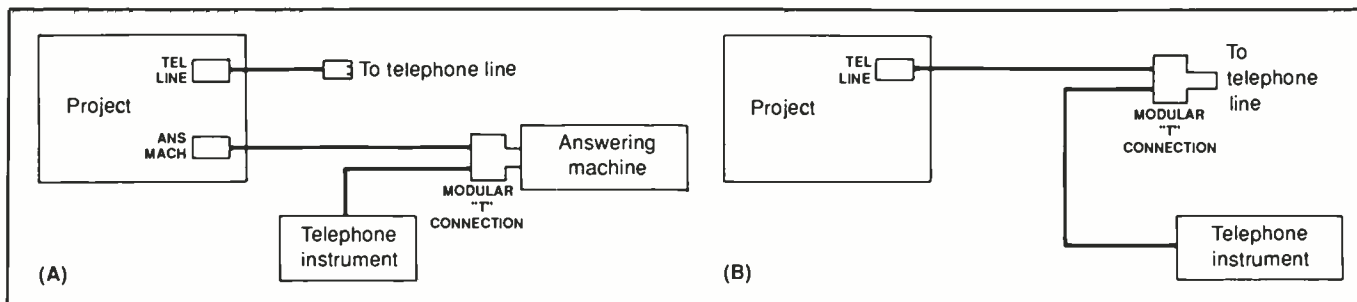 TEL
LINE
To telephone line
Project
ANS
MACH
Answering
machine
MODULAR
"T"
CONNECTION
Telephone
instrument
(A)
TEL
LINE
To
telephone
line
Project
MODULAR
"T"
CONNECTION
Telephone
instrument
(B)